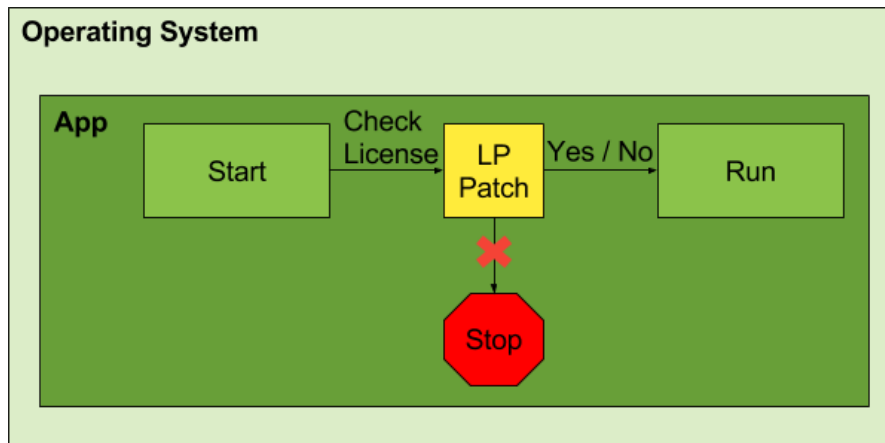 Operating System
App
Start
Check
License
LP
Patch
Yes / No
Run
Stop